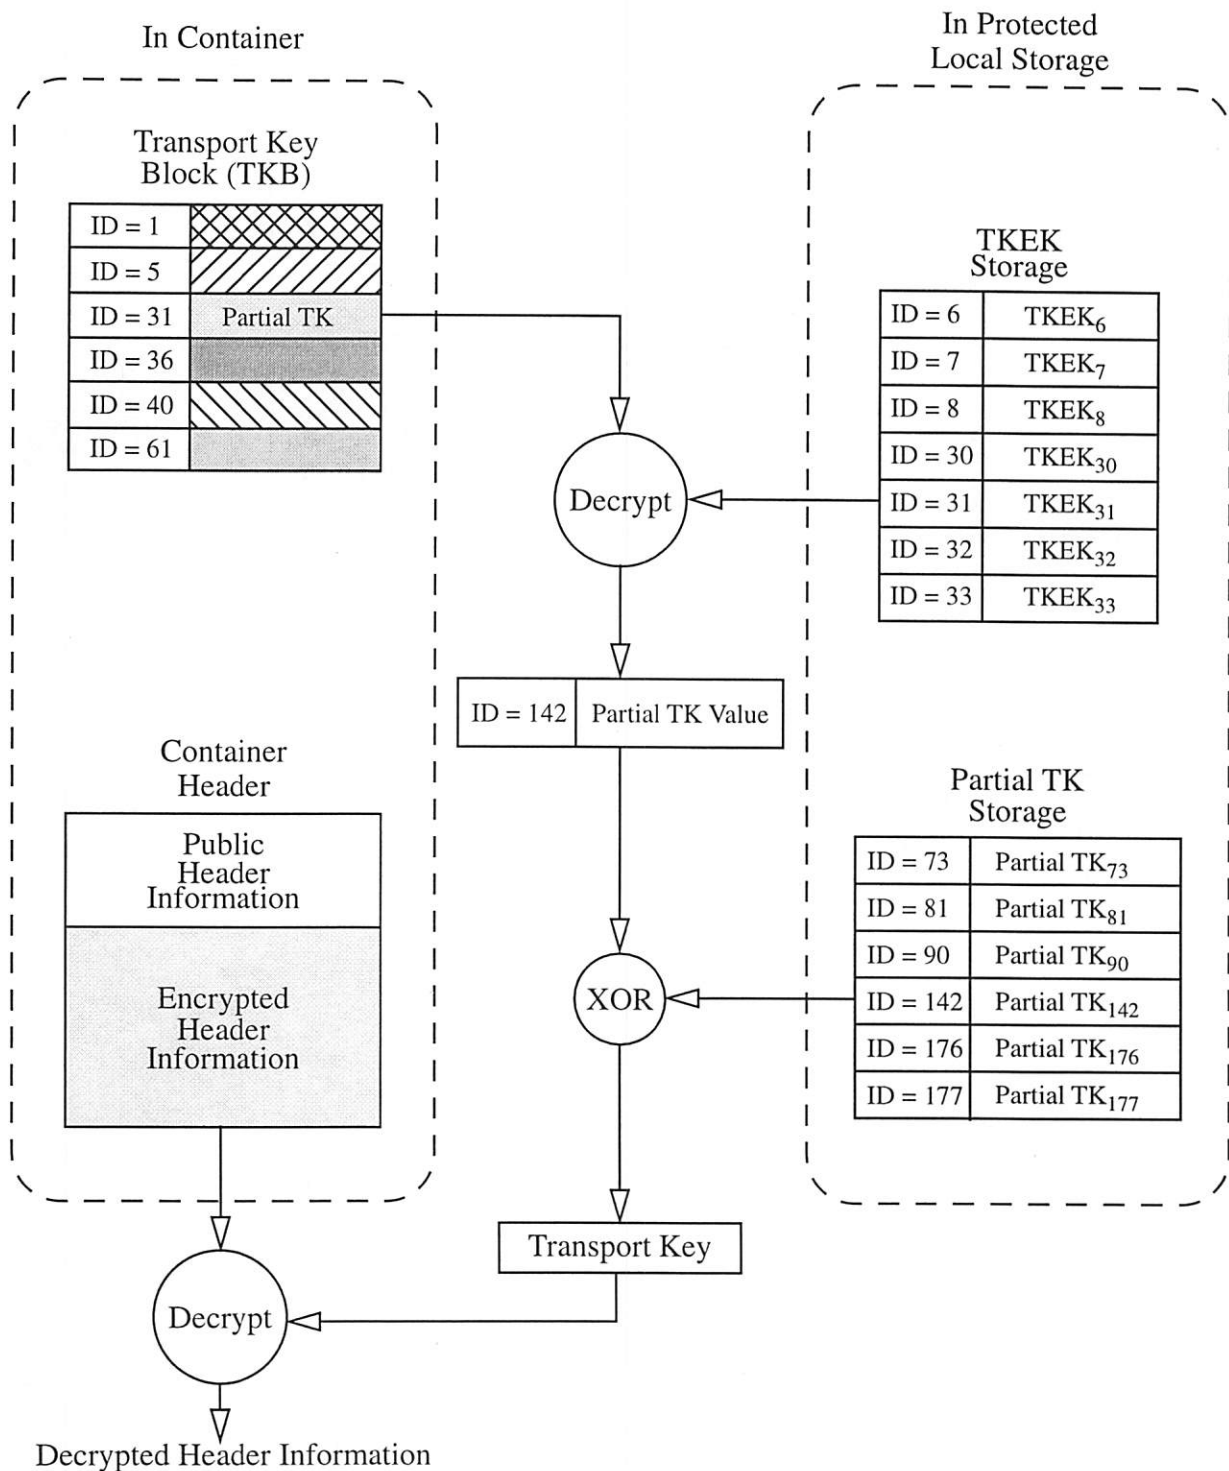 In Container
In Protected
Local Storage
Transport Key
Block (TKB)
ID = 1
ID = 5
ID = 31 Partial TK
ID = 36
ID = 40
ID = 61
TKEK
Storage
ID = 6 TKEK6
ID = 7 TKEK7
ID = 8 TKEK8
ID = 30 TKEK30
ID = 31 TKEK31
ID = 32 TKEK32
ID = 33 TKEK33
Decrypt
ID = 142 Partial TK Value
Container
Header
Public
Header
Information
Encrypted
Header
Information
Partial TK
Storage
ID = 73 Partial TK73
ID = 81 Partial TK81
ID = 90 Partial TK90
ID = 142 Partial TK142
ID = 176 Partial TK176
ID = 177 Partial TK177
XOR
Transport Key
Decrypt
Decrypted Header Information